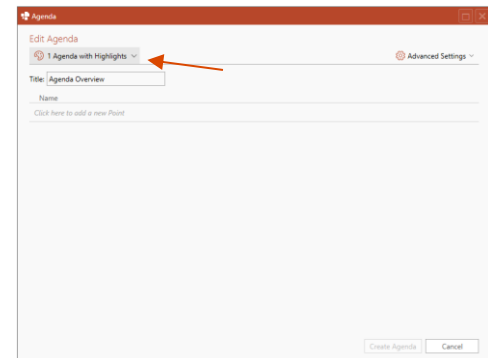 Agenda
Edit Agenda
1 Agenda with Highlights
Advanced Settings
Title: Agenda Overview
Name
Click here to add a new Point
Create Agenda Cancel